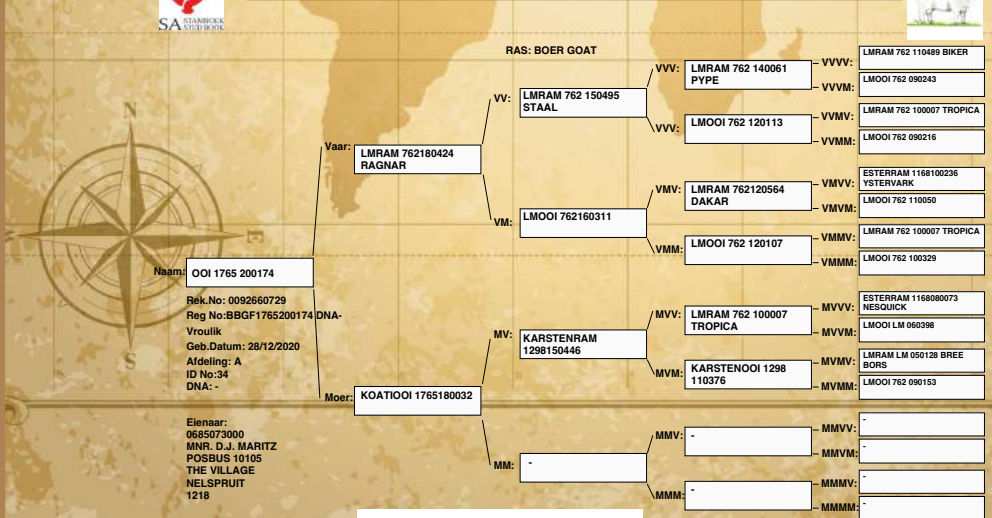 SA STAMBOEK
STUD BOOK
RAS: BOER GOAT
N
E
S
Naam: OOI 1765 200174
Rek.No: 0092660729
Reg No:BBGF1765200174 DNA-
Vroulik
Geb.Datum: 28/12/2020
Afdeling: A
ID No:34
DNA: -
Eienaar:
0685073000
MNR. D.J. MARITZ
POSBUS 10105
THE VILLAGE
NELSPRUIT
1218
Vaar: LMRAM 762180424
RAGNAR
Moer: KOATIOOI 1765180032
VV: LMRAM 762 150495
STAAL
VM: LMOOI 762160311
MV: KARSTENRAM
1298150446
MM: -
VVV: LMRAM 762 140061
PYPE
VVV: LMOOI 762 120113
VMV: LMRAM 762120564
DAKAR
VMM: LMOOI 762 120107
MVV: LMRAM 762 100007
TROPICA
MVM: KARSTENOOI 1298
110376
MMV: -
MMM: -
VVVV: LMRAM 762 110489 BIKER
VVVM: LMOOI 762 090243
VVMV: LMRAM 762 100007 TROPICA
VVMM: LMOOI 762 090216
VMVV: ESTERRAM 1168100236
YSTERVARK
VMVM: LMOOI 762 110050
VMMV: LMRAM 762 100007 TROPICA
VMMM: LMOOI 762 100329
MVVV: ESTERRAM 1168080073
NESQUICK
MVVM: LMOOI LM 060398
MVMV: LMRAM LM 050128 BREE
BORS
MVMM: LMOOI 762 090153
MMVV: -
MMVM: -
MMMV: -
MMMM: -